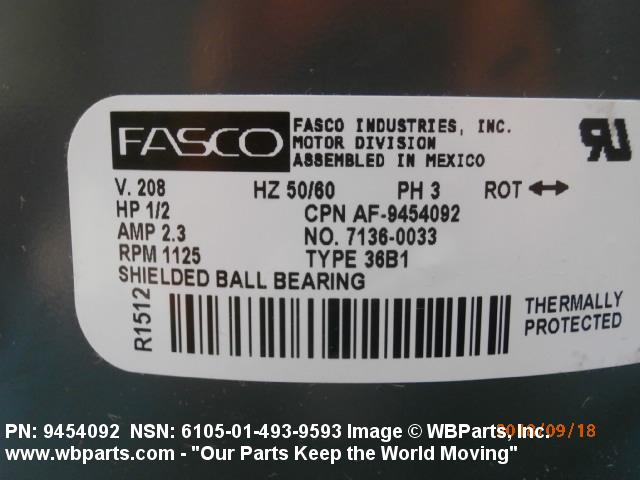 FASCO
FASCO INDUSTRIES, INC.
MOTOR DIVISION
ASSEMBLED IN MEXICO
V. 208 HZ 50/60 PH 3 ROT
HP 1/2 CPN AF-9454092
AMP 2.3 NO. 7136-0033
RPM 1125 TYPE 36B1
SHIELDED BALL BEARING
R1512
THERMALLY
PROTECTED
PN: 9454092 NSN: 6105-01-493-9593 Image © WBParts, Inc.
www.wbparts.com - "Our Parts Keep the World Moving"